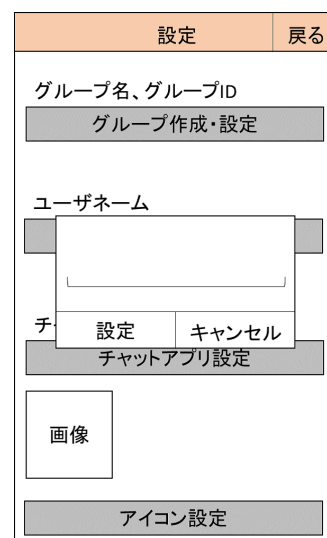 設定 戻る
グループ名、グループID
グループ作成・設定
ユーザネーム
設定 キャンセル
チ
チャットアプリ設定
画像
アイコン設定